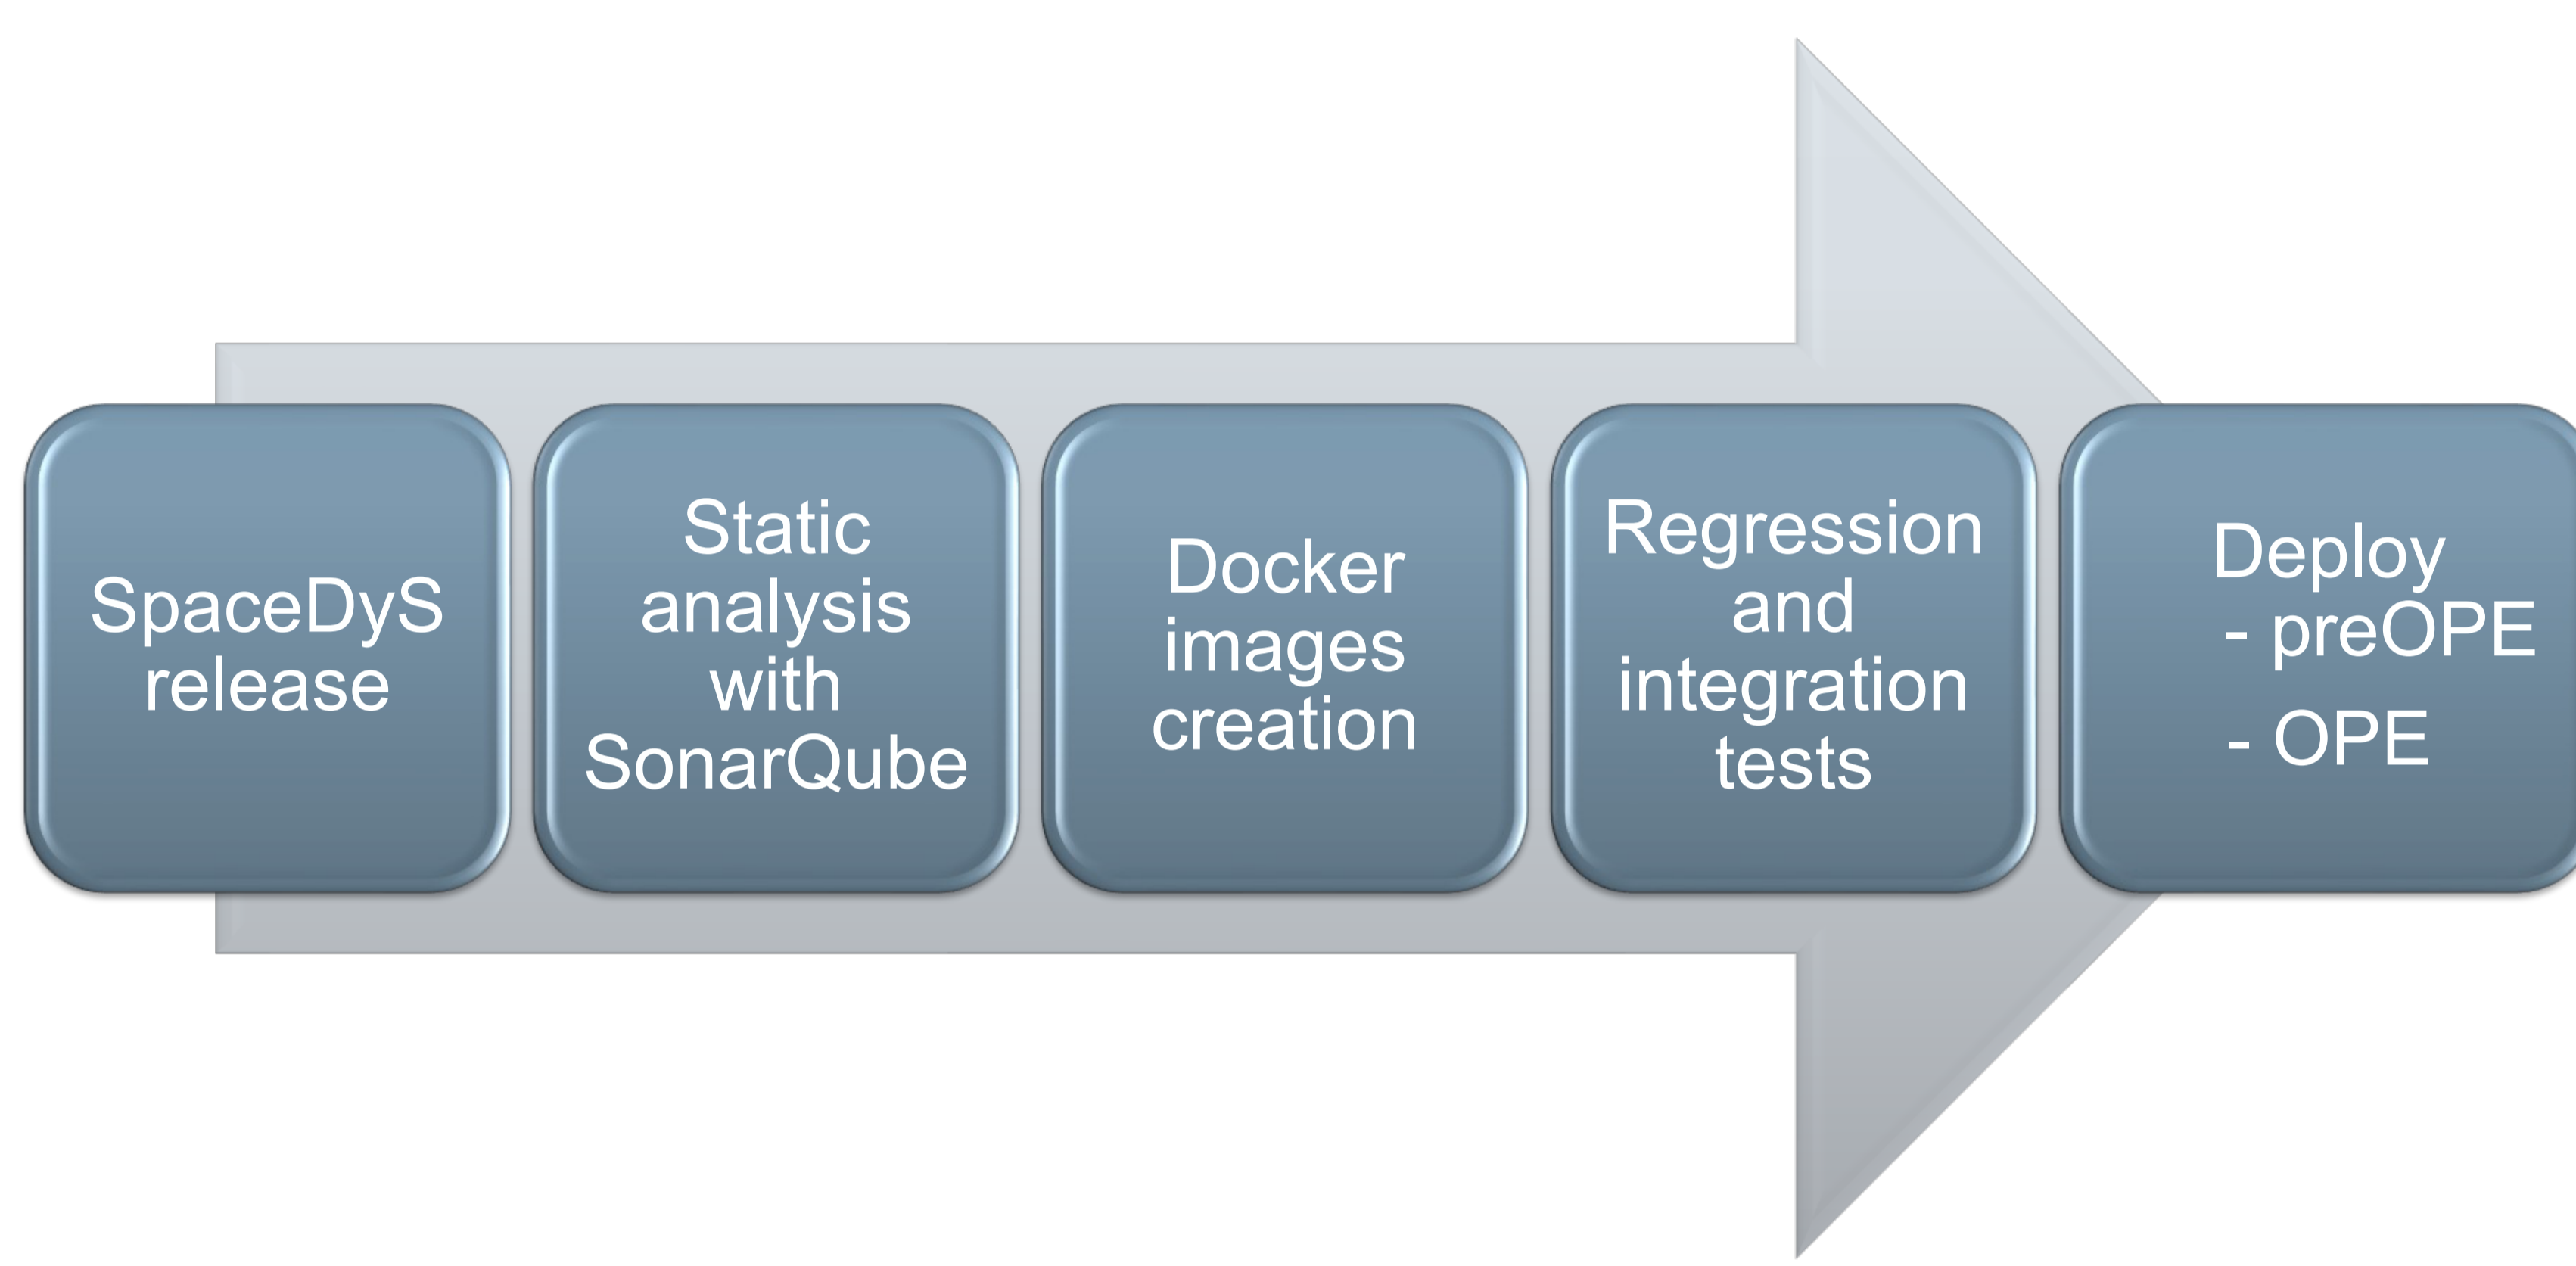 SpaceDyS
release
Static
analysis
with
SonarQube
Docker
images
creation
Regression
and
integration
tests
Deploy
- preOPE
- OPE